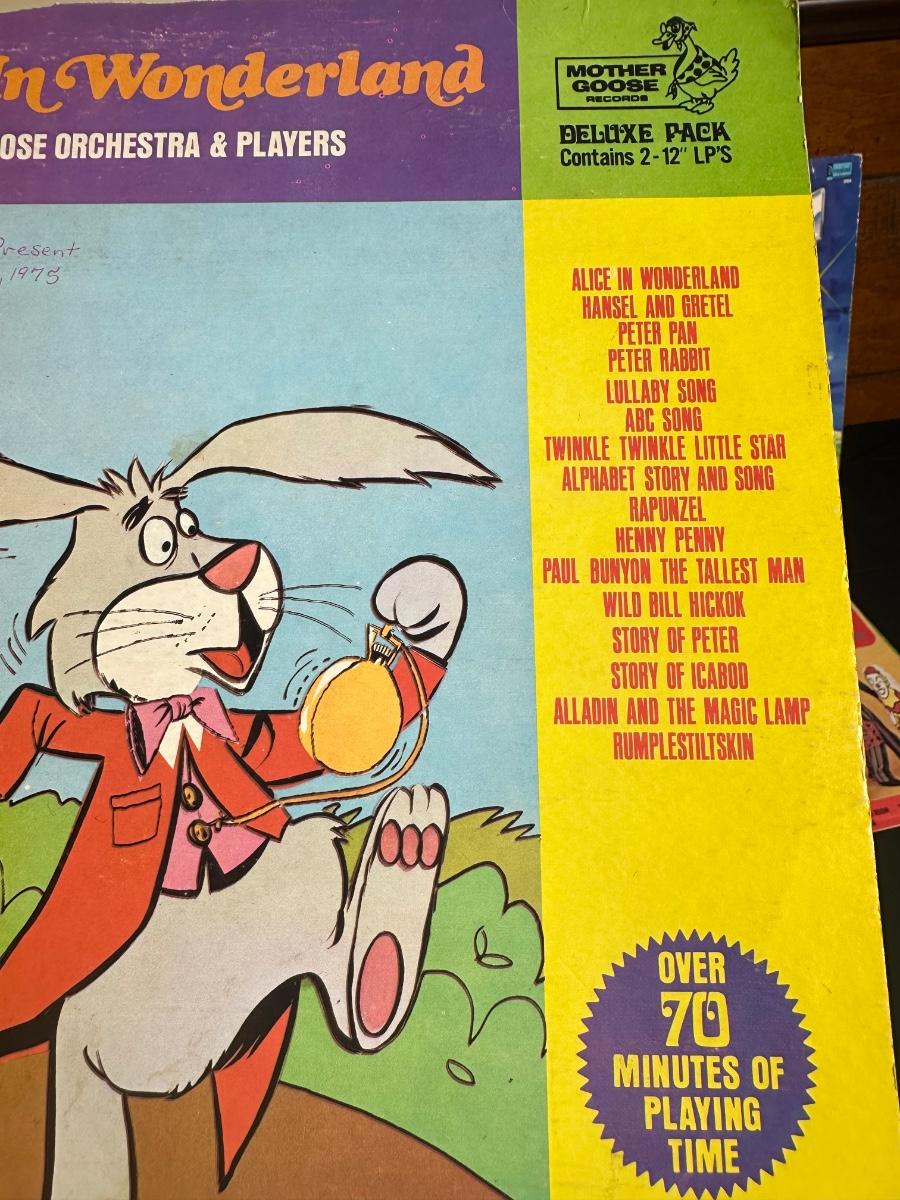 In Wonderland
OSE ORCHESTRA & PLAYERS
MOTHER
GOOSE
RECORDS
DELUXE PACK
Contains 2-12" LP'S
Present
, 1975
ALICE IN WONDERLAND
HANSEL AND GRETEL
PETER PAN
PETER RABBIT
LULLABY SONG
ABC SONG
TWINKLE TWINKLE LITTLE STAR
ALPHABET STORY AND SONG
RAPUNZEL
HENNY PENNY
PAUL BUNYON THE TALLEST MAN
WILD BILL HICKOK
STORY OF PETER
STORY OF ICABOD
ALLADIN AND THE MAGIC LAMP
RUMPLESTILTSKIN
OVER
70
MINUTES OF
PLAYING
TIME